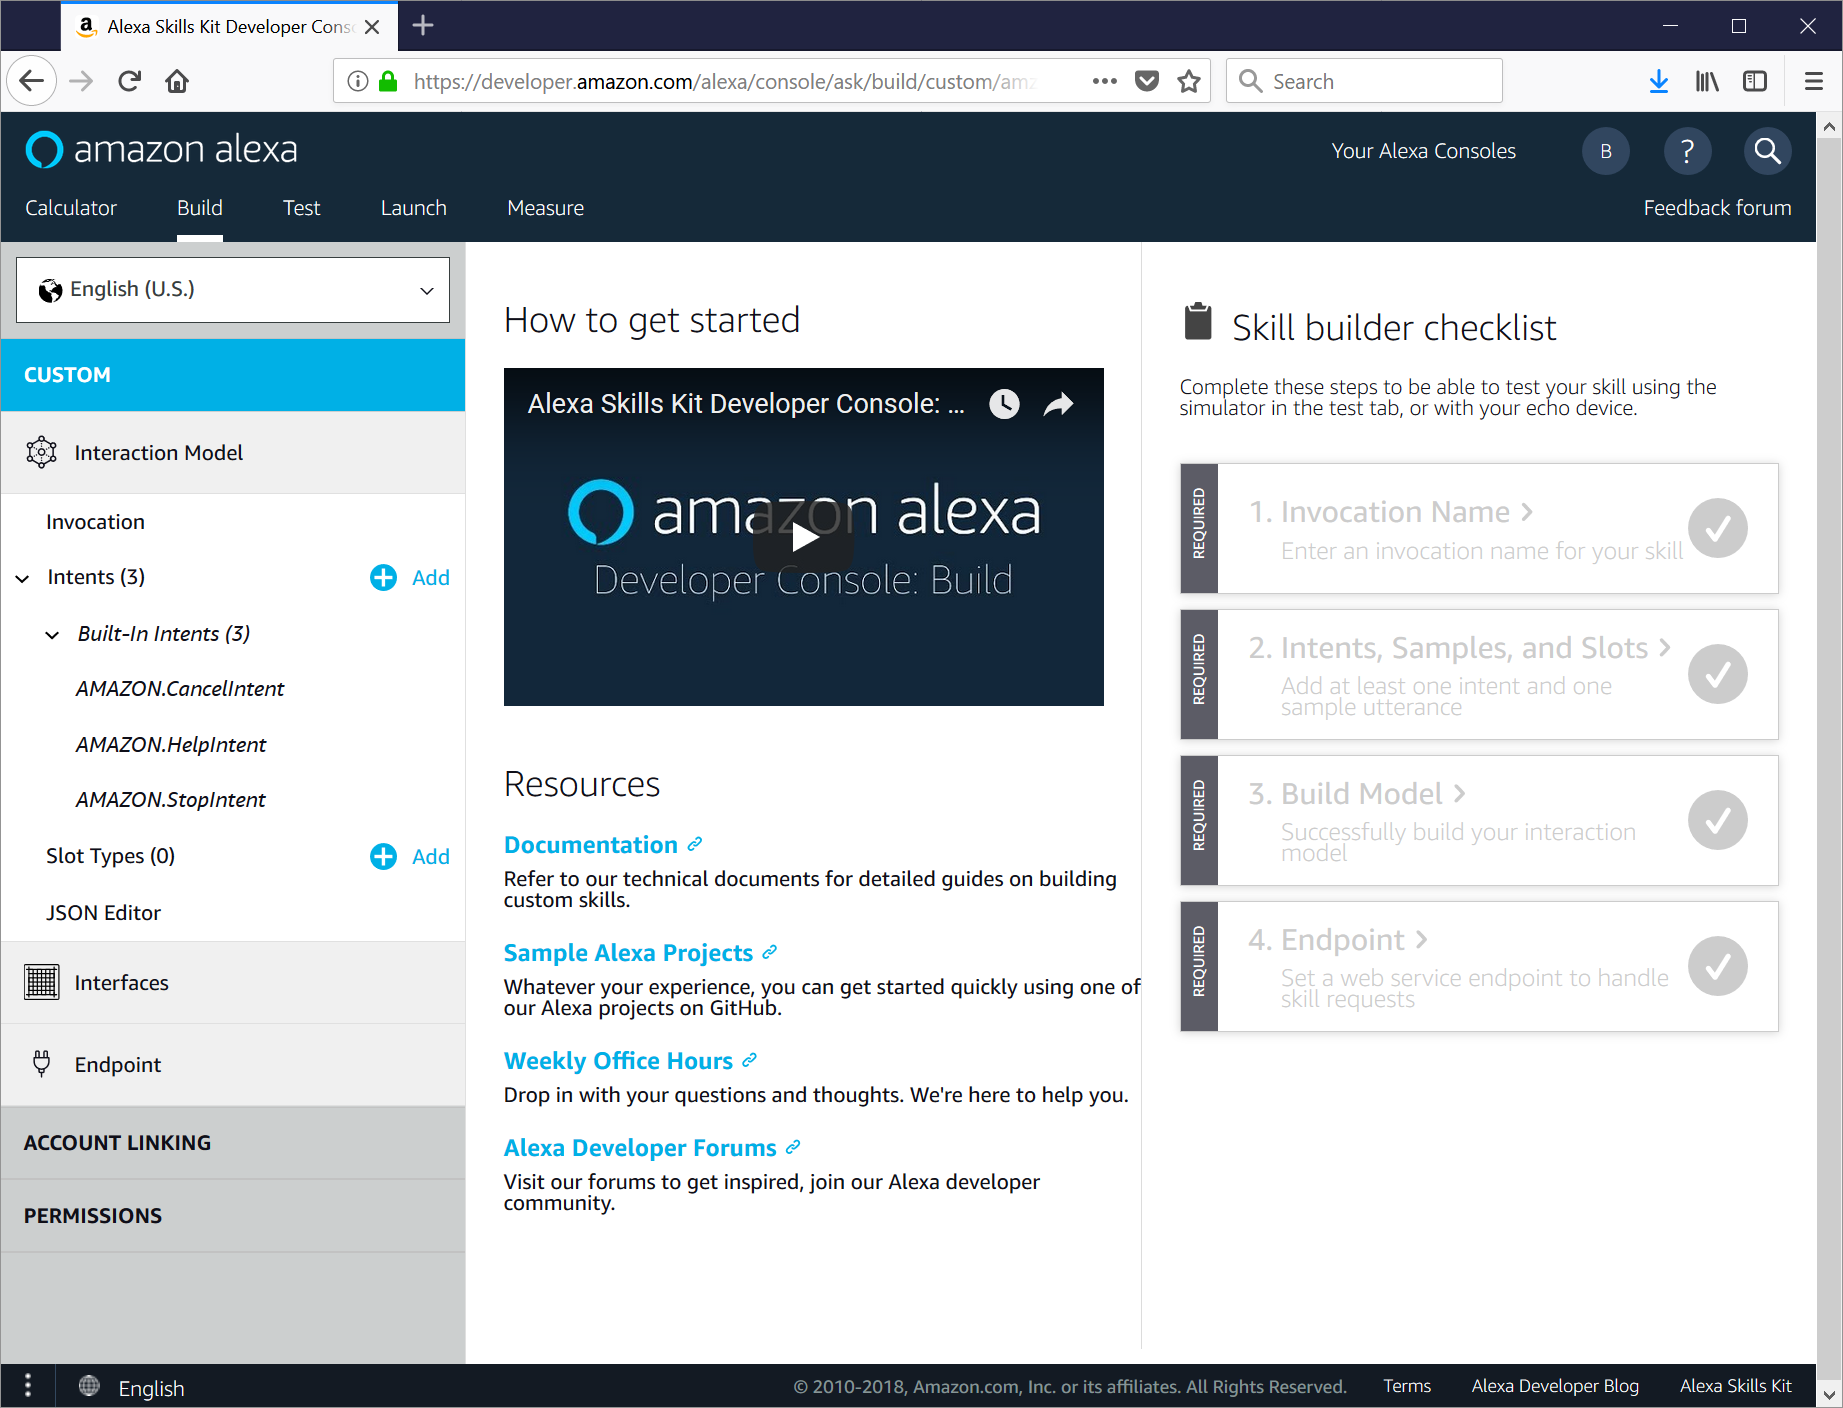 Alexa Skills Kit Developer Cons
https://developer.amazon.com/alexa/console/ask/build/custom/ama
Search
amazon alexa
Your Alexa Consoles
B
?
Calculator
Build
Test
Launch
Measure
Feedback forum
English (U.S.)
CUSTOM
Interaction Model
Invocation
Intents (3)
Add
Built-In Intents (3)
AMAZON.CancelIntent
AMAZON.HelpIntent
AMAZON.StopIntent
Slot Types (0)
Add
JSON Editor
Interfaces
Endpoint
ACCOUNT LINKING
PERMISSIONS
How to get started
Alexa Skills Kit Developer Console: ...
amazon alexa
Developer Console: Build
Resources
Documentation
Refer to our technical documents for detailed guides on building
custom skills.
Sample Alexa Projects
Whatever your experience, you can get started quickly using one of
our Alexa projects on GitHub.
Weekly Office Hours
Drop in with your questions and thoughts. We're here to help you.
Alexa Developer Forums
Visit our forums to get inspired, join our Alexa developer
community.
Skill builder checklist
Complete these steps to be able to test your skill using the
simulator in the test tab, or with your echo device.
REQUIRED
1. Invocation Name >
Enter an invocation name for your skill
REQUIRED
2. Intents, Samples, and Slots >
Add at least one intent and one
sample utterance
REQUIRED
3. Build Model >
Successfully build your interaction
model
REQUIRED
4. Endpoint >
Set a web service endpoint to handle
skill requests
English
© 2010-2018, Amazon.com, Inc. or its affiliates. All Rights Reserved.
Terms
Alexa Developer Blog
Alexa Skills Kit